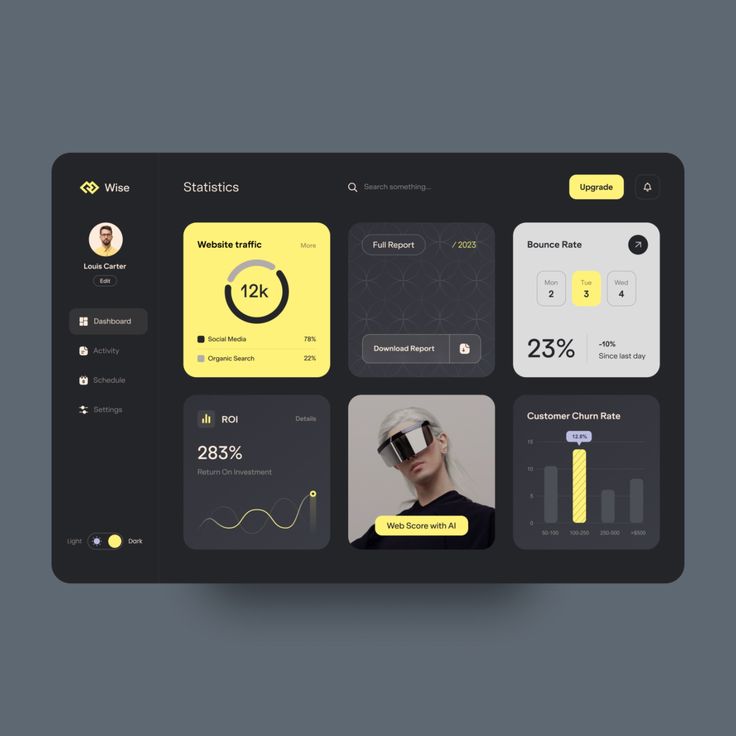 Wise
Louis Carter
Edit
Dashboard
Activity
Schedule
Settings
Light Dark
Statistics
Search something...
Upgrade
Website traffic More
12k
Social Media 78%
Organic Search 22%
Full Report / 2023
Download Report
Bounce Rate
Mon Tue Wed
2 3 4
23%
-10%
Since last day
ROI Details
283%
Return On Investment
Web Score with AI
Customer Churn Rate
12.8%
15
10
5
0
50-100 100-250 250-500 >$500